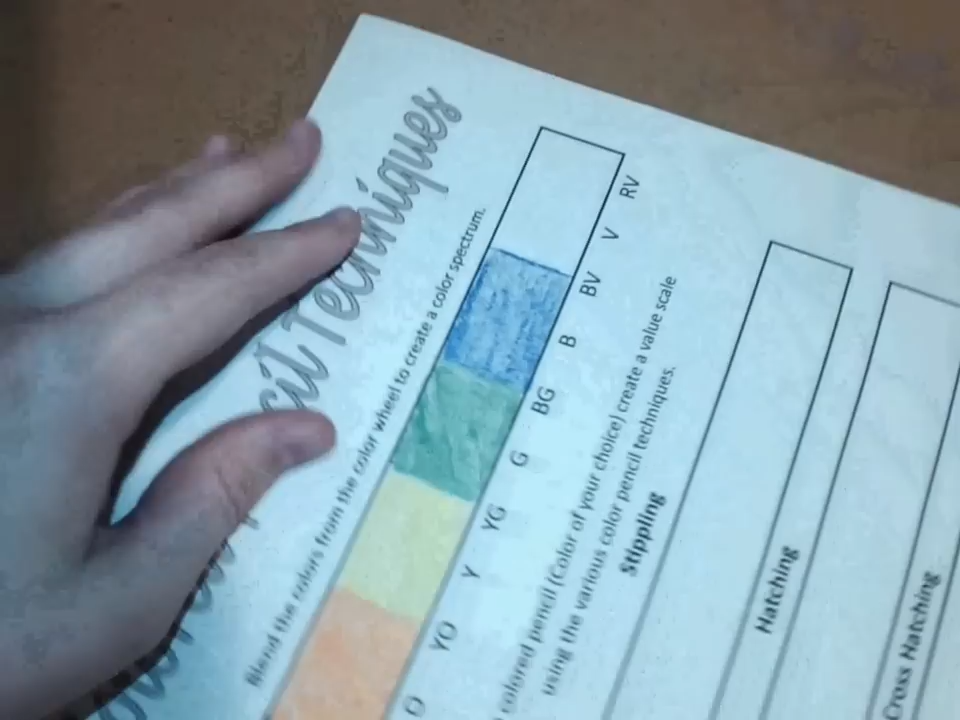 Techniques
Blend the colors from the color wheel to create a color spectrum.
O YO Y YG G BG B BV V RV
colored pencil (Color of your choice) create a value scale
using the various color pencil techniques.
Stippling
Hatching
Cross Hatching